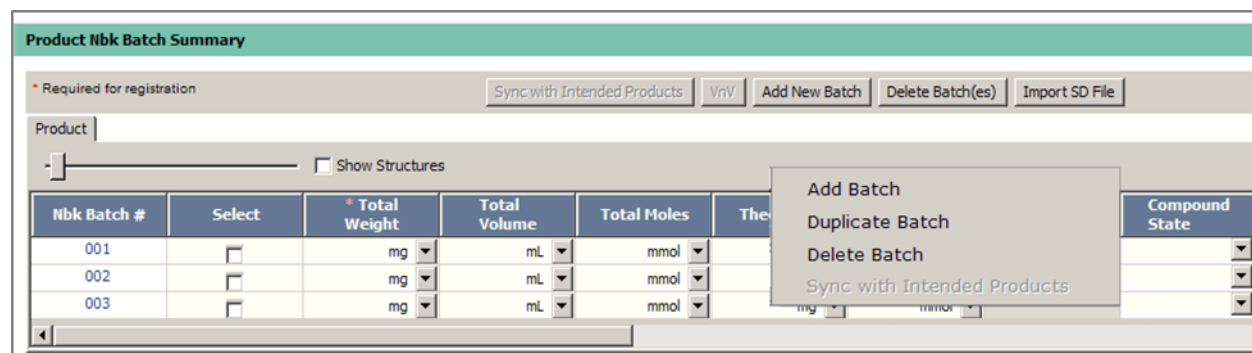 Product Nbk Batch Summary
* Required for registration
Sync with Intended Products VnV Add New Batch Delete Batch(es) Import SD File
Product
Show Structures
Nbk Batch # Select * Total Weight Total Volume Total Moles Compound State
001 mg mL mmol
002 mg mL mmol
003 mg mL mmol mg mmol
Add Batch
Duplicate Batch
Delete Batch
Sync with Intended Products